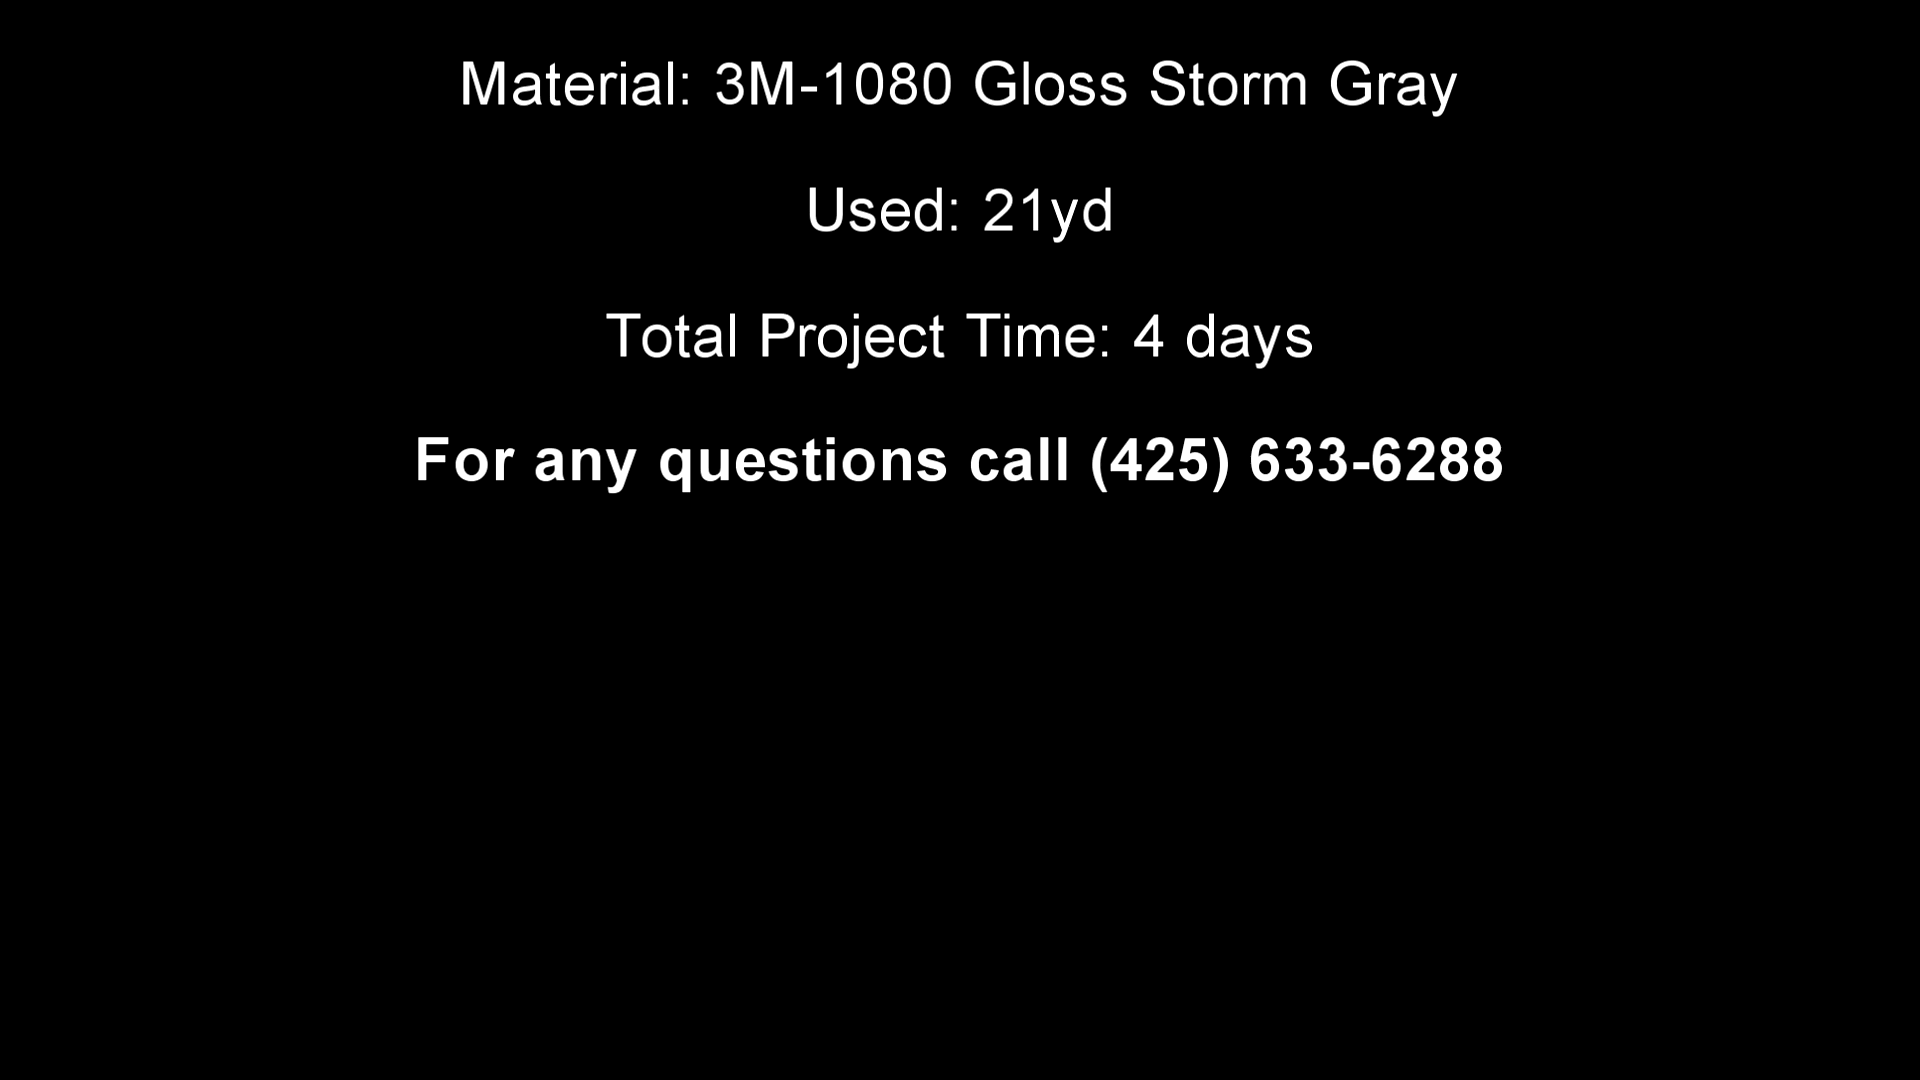 Material: 3M-1080 Gloss Storm Gray
Used: 21yd
Total Project Time: 4 days
For any questions call (425) 633-6288